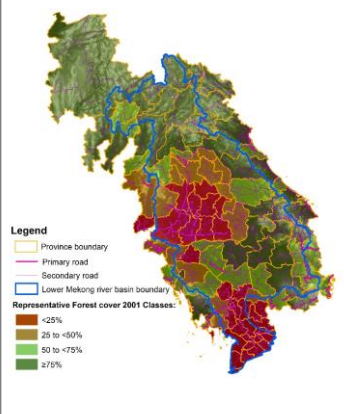 Legend
Province boundary
Primary road
Secondary road
Lower Mekong river basin boundary
Representative Forest cover 2001 Classes:
<25%
25 to <50%
50 to <75%
≥75%